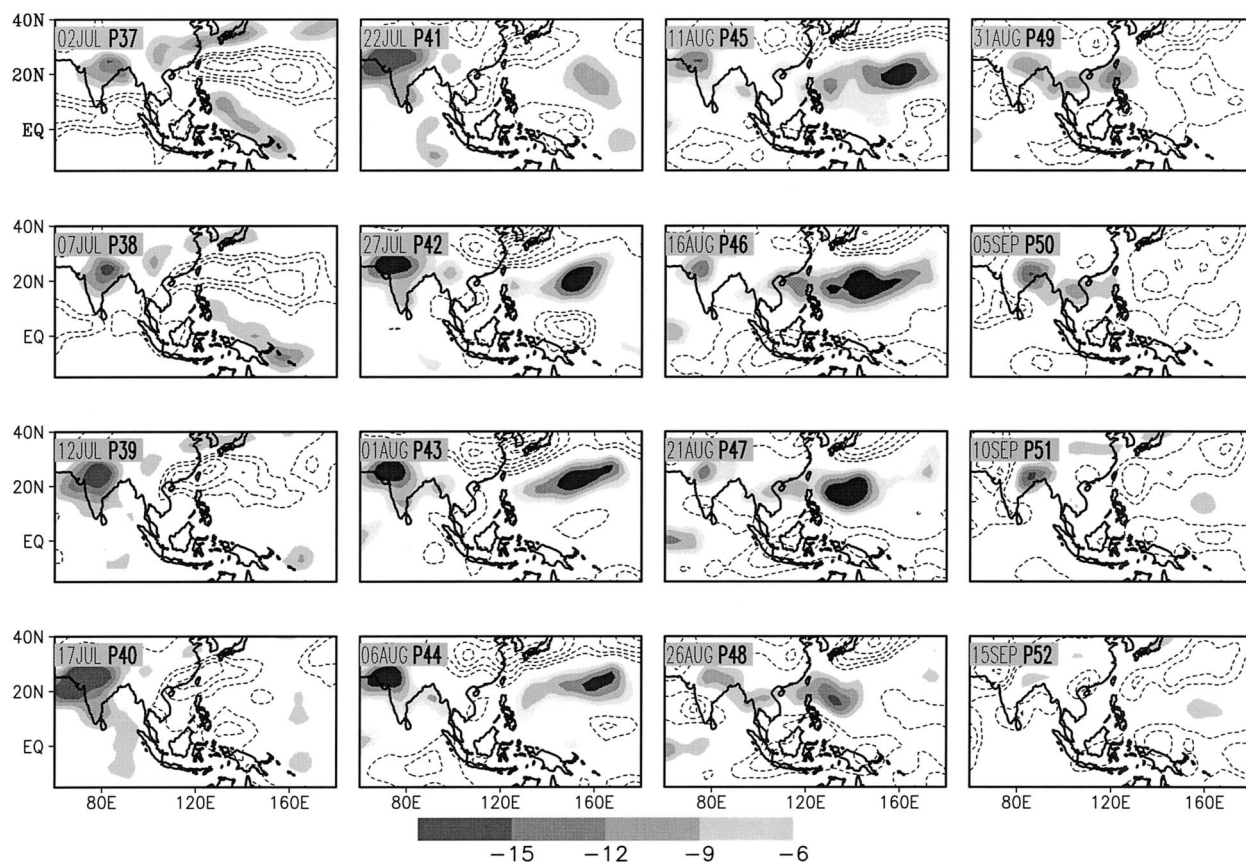 40N 02JUL P37 22JUL P41 11AUG P45 31AUG P49
20N
EQ
40N 07JUL P38 27JUL P42 16AUG P46 05SEP P50
20N
EQ
40N 12JUL P39 01AUG P43 21AUG P47 10SEP P51
20N
EQ
40N 17JUL P40 06AUG P44 26AUG P48 15SEP P52
20N
EQ
80E 120E 160E 80E 120E 160E 80E 120E 160E 80E 120E 160E
-15 -12 -9 -6